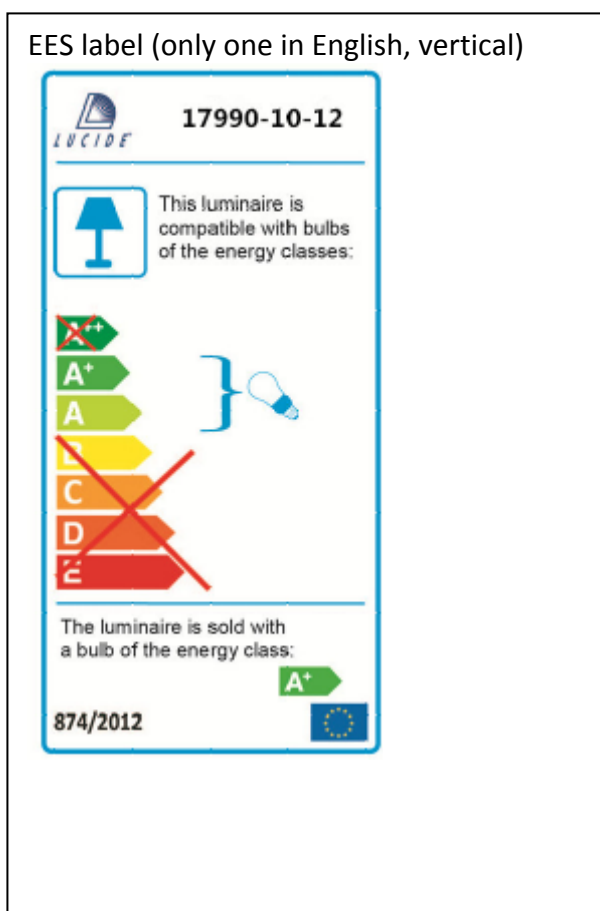 EES label (only one in English, vertical)
LUCIDE
17990-10-12
This luminaire is
compatible with bulbs
of the energy classes:
A++
A+
A
B
C
D
E
The luminaire is sold with
a bulb of the energy class:
A+
874/2012